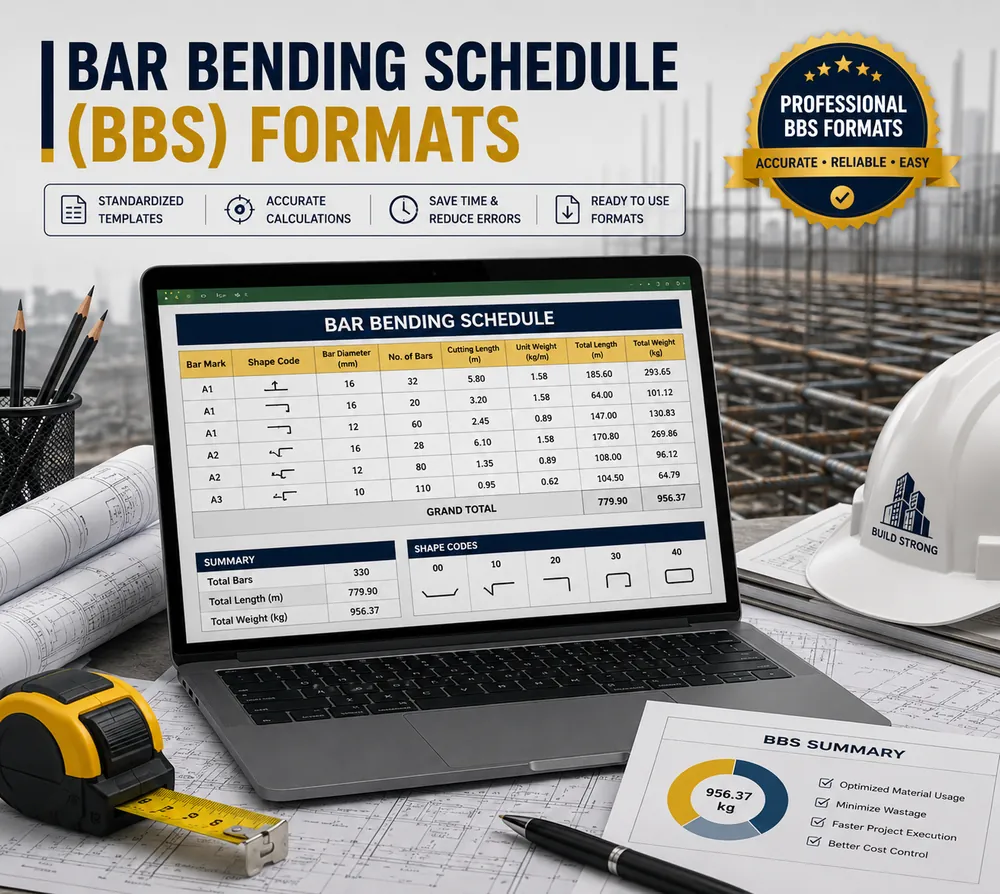 BAR BENDING SCHEDULE
(BBS) FORMATS
STANDARDIZED
TEMPLATES
ACCURATE
CALCULATIONS
SAVE TIME &
REDUCE ERRORS
READY TO USE
FORMATS
PROFESSIONAL
BBS FORMATS
ACCURATE • RELIABLE • EASY
BAR BENDING SCHEDULE
Bar Mark Shape Code Bar Diameter (mm) No. of Bars Cutting Length (m) Unit Weight (kg/m) Total Length (m) Total Weight (kg)
A1 16 32 5.80 1.58 185.60 293.65
A1 16 20 3.20 1.58 64.00 101.12
A1 12 60 2.45 0.89 147.00 130.83
A2 16 28 6.10 1.58 170.80 269.86
A2 12 80 1.35 0.89 108.00 96.12
A3 10 110 0.95 0.62 104.50 64.79
GRAND TOTAL 779.90 956.37
SUMMARY
Total Bars 330
Total Length (m) 779.90
Total Weight (kg) 956.37
SHAPE CODES
00 10 20 30 40
BUILD STRONG
BBS SUMMARY
956.37
kg
Optimized Material Usage
Minimize Wastage
Faster Project Execution
Better Cost Control